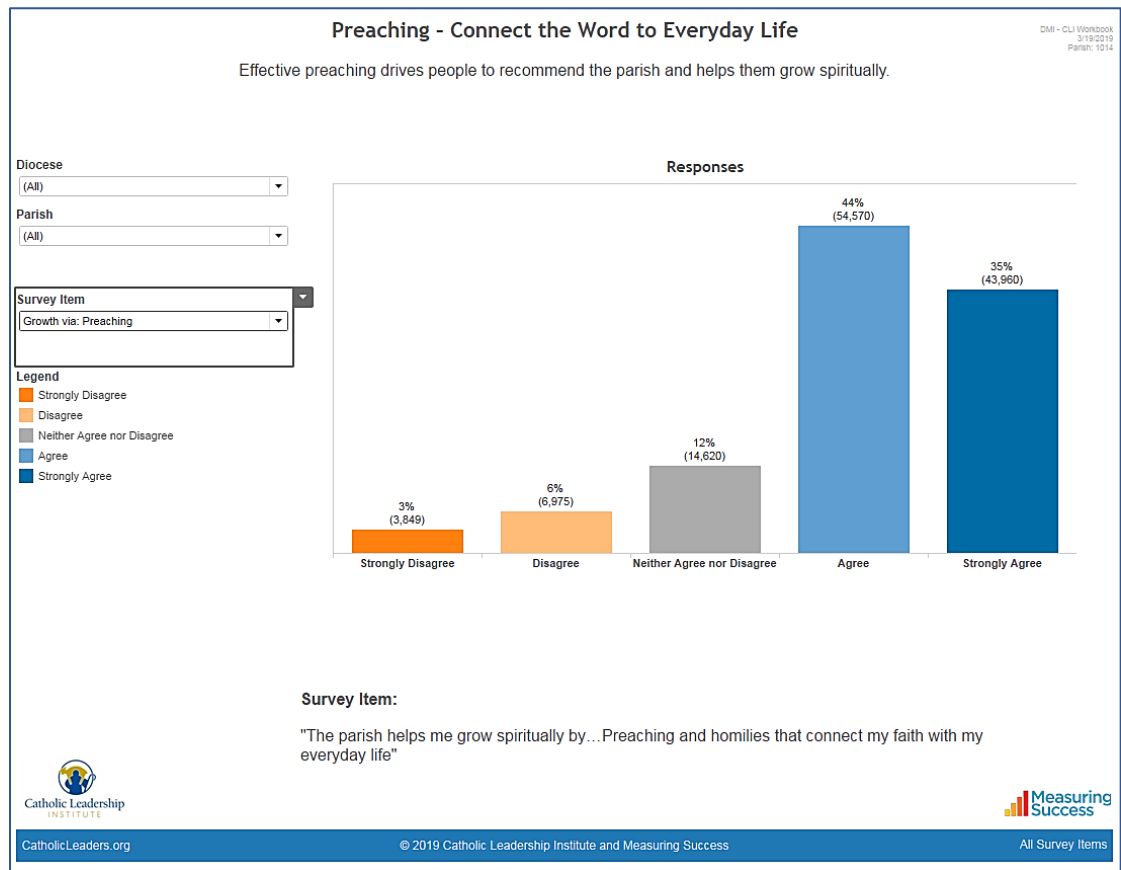 Preaching - Connect the Word to Everyday Life
DMI - CLI Workbook
3/19/2019
Parish: 1014
Effective preaching drives people to recommend the parish and helps them grow spiritually.
Diocese
(All)
Parish
(All)
Survey Item
Growth via: Preaching
Legend
Strongly Disagree
Disagree
Neither Agree nor Disagree
Agree
Strongly Agree
Responses
3%
(3,849)
6%
(6,975)
12%
(14,620)
44%
(54,570)
35%
(43,960)
Strongly Disagree
Disagree
Neither Agree nor Disagree
Agree
Strongly Agree
Survey Item:
"The parish helps me grow spiritually by…Preaching and homilies that connect my faith with my
everyday life"
Catholic Leadership
INSTITUTE
Measuring
Success
CatholicLeaders.org
© 2019 Catholic Leadership Institute and Measuring Success
All Survey Items